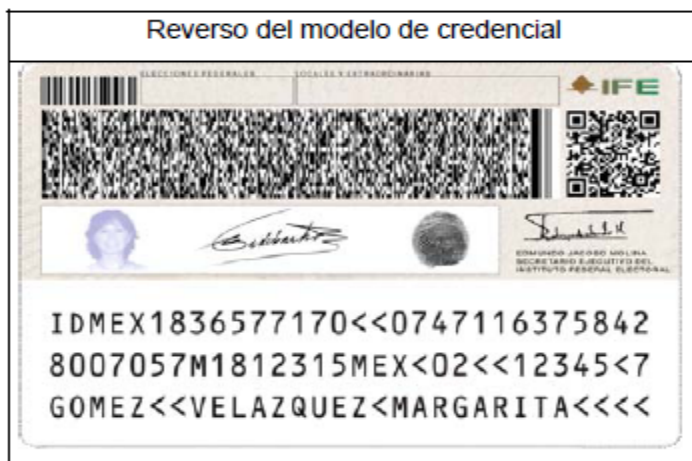 Reverso del modelo de credencial
ELECCIONES FEDERALES
LOCALES Y EXTRAORDINARIAS
IFE
EDMUNDO JACOBO MOLINA
SECRETARIO EJECUTIVO DEL
INSTITUTO FEDERAL ELECTORAL
IDMEX1836577170<<0747116375842
8007057M1812315MEX<02<<12345<7
GOMEZ<<VELAZQUEZ<MARGARITA<<<<